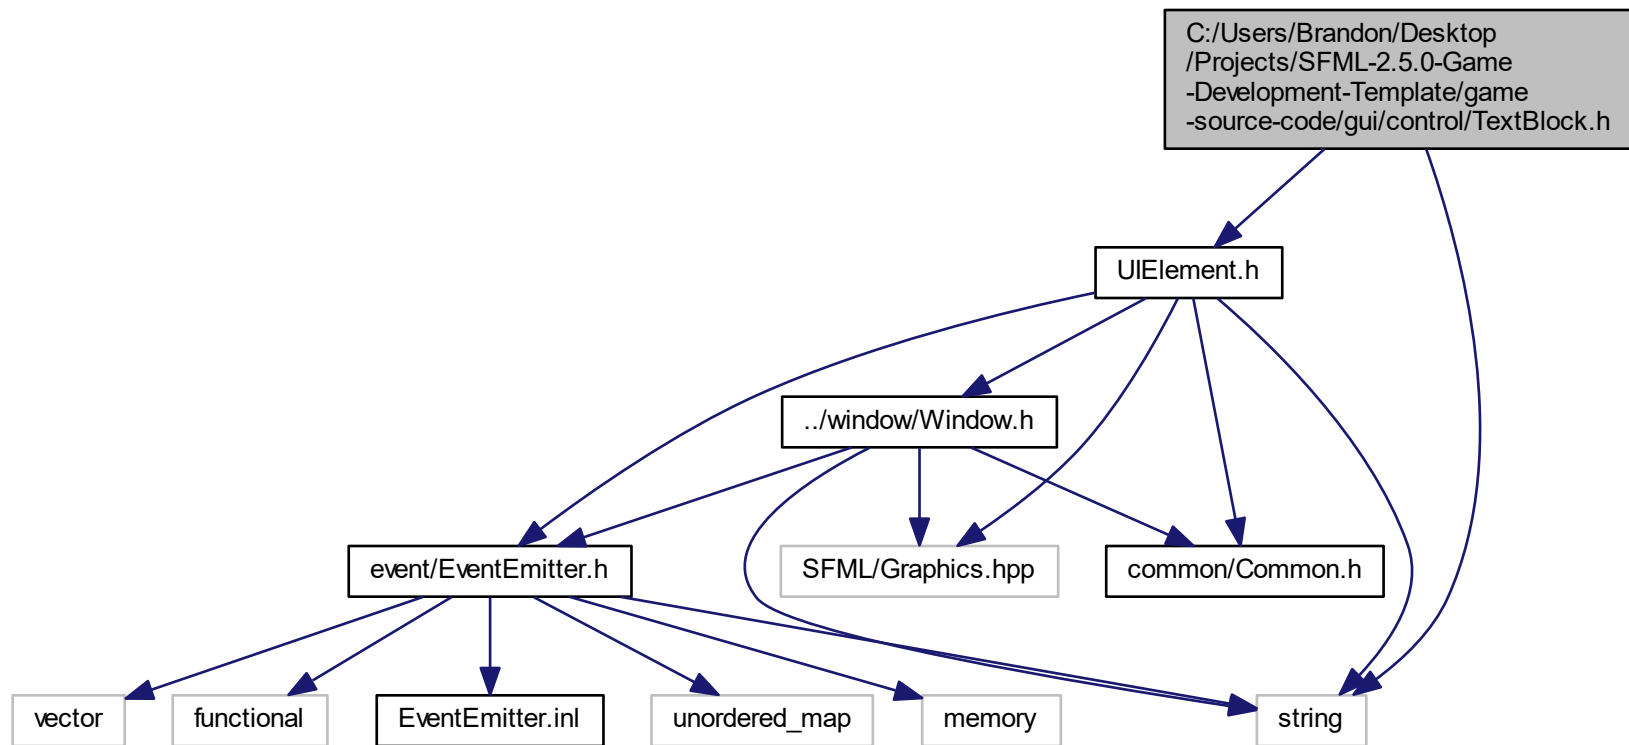 C:/Users/Brandon/Desktop
/Projects/SFML-2.5.0-Game
-Development-Template/game
-source-code/gui/control/TextBlock.h
UIElement.h
../window/Window.h
event/EventEmitter.h
SFML/Graphics.hpp
common/Common.h
vector
functional
EventEmitter.inl
unordered_map
memory
string